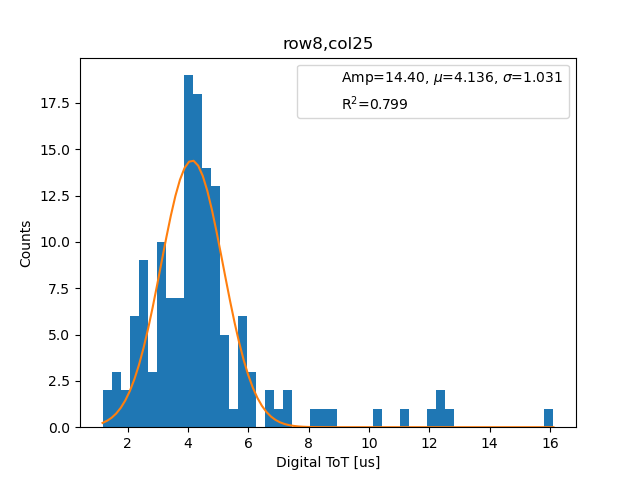 row8,col25
Amp=14.40, μ=4.136, σ=1.031
R²=0.799
17.5
15.0
12.5
10.0
7.5
5.0
2.5
0.0
Counts
2 4 6 8 10 12 14 16
Digital ToT [us]